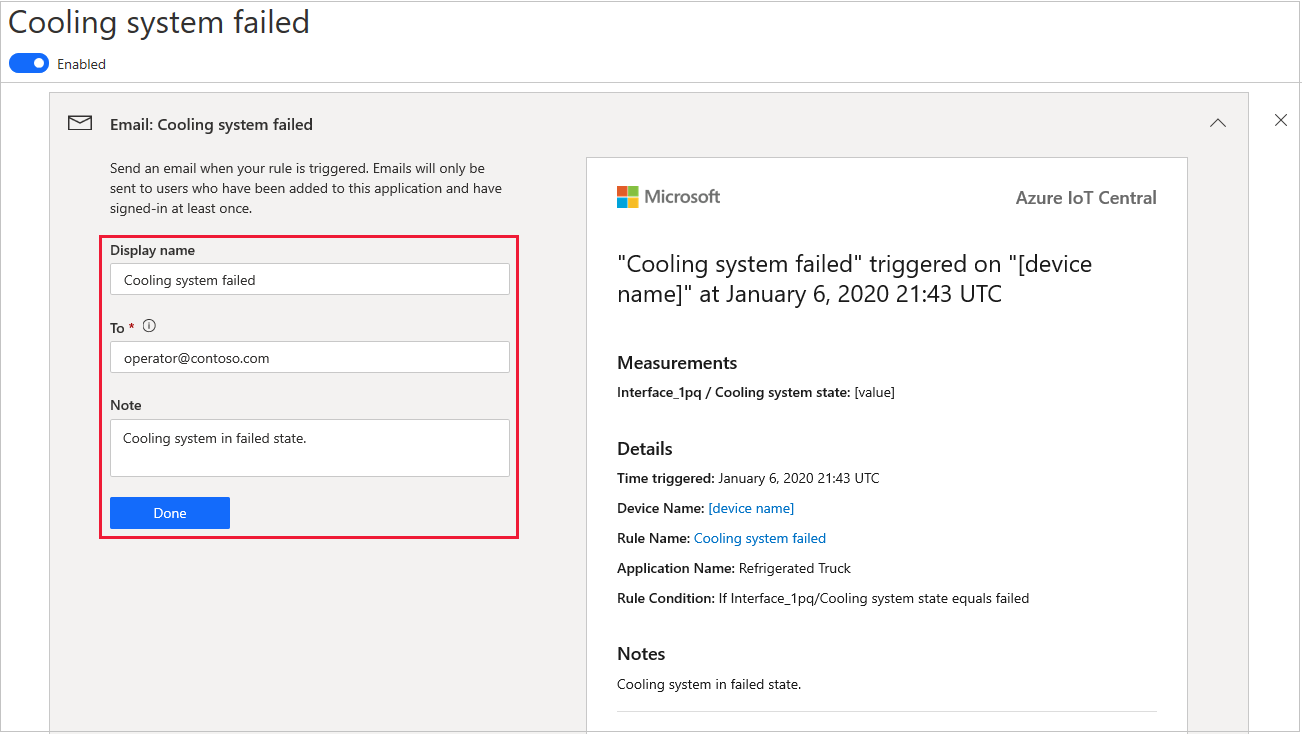 Cooling system failed
Enabled
Email: Cooling system failed
Send an email when your rule is triggered. Emails will only be
sent to users who have been added to this application and have
signed-in at least once.
Display name
Cooling system failed
To *
operator@contoso.com
Note
Cooling system in failed state.
Done
Microsoft
Azure IoT Central
"Cooling system failed" triggered on "[device
name]" at January 6, 2020 21:43 UTC
Measurements
Interface_1pq / Cooling system state: [value]
Details
Time triggered: January 6, 2020 21:43 UTC
Device Name: [device name]
Rule Name: Cooling system failed
Application Name: Refrigerated Truck
Rule Condition: If Interface_1pq/Cooling system state equals failed
Notes
Cooling system in failed state.